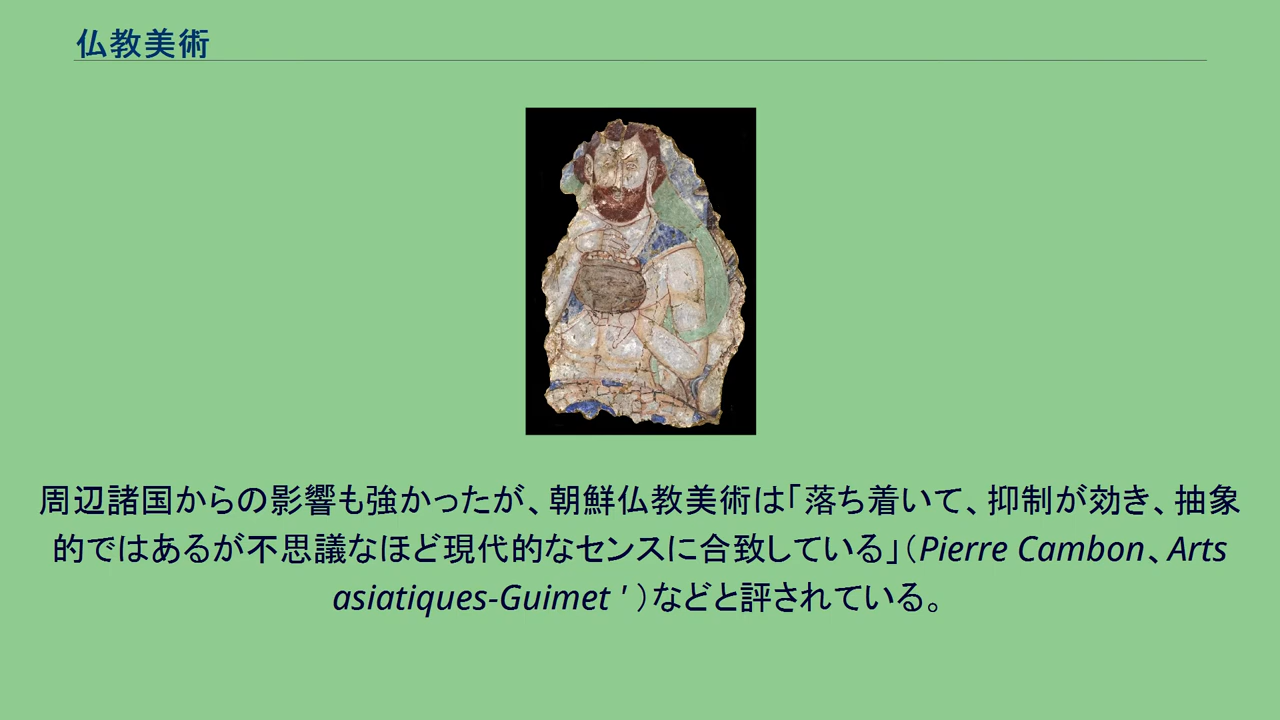 仏教美術
周辺諸国からの影響も強かったが、朝鮮仏教美術は「落ち着いて、抑制が効き、抽象
的ではあるが不思議なほど現代的なセンスに合致している」（Pierre Cambon、Arts
asiatiques-Guimet '）などと評されている。